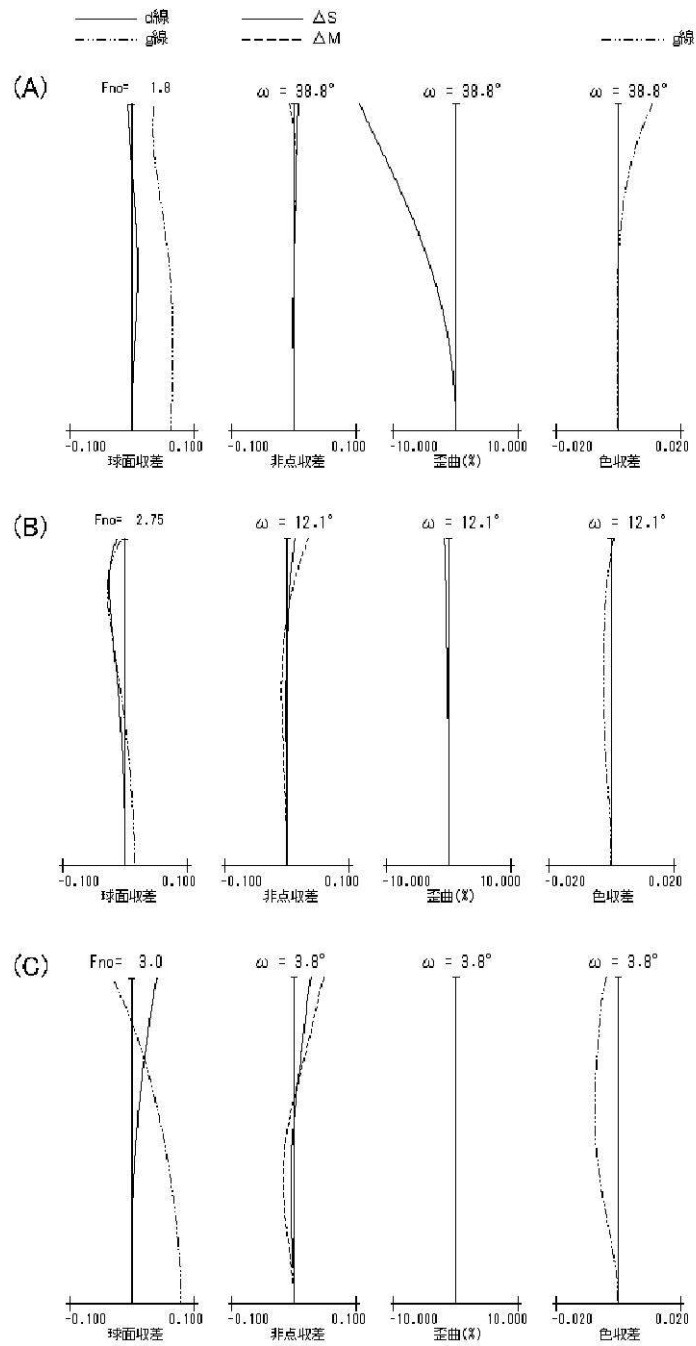 d線 ΔS
g線 ΔM g線
(A)
Fno= 1.8 ω = 38.8° ω = 38.8° ω = 38.8°
-0.100 0.100 -0.100 0.100 -10.000 10.000 -0.020 0.020
球面収差 非点収差 歪曲(%) 色収差
(B)
Fno= 2.75 ω = 12.1° ω = 12.1° ω = 12.1°
-0.100 0.100 -0.100 0.100 -10.000 10.000 -0.020 0.020
球面収差 非点収差 歪曲(%) 色収差
(C)
Fno= 3.0 ω = 3.8° ω = 3.8° ω = 3.8°
-0.100 0.100 -0.100 0.100 -10.000 10.000 -0.020 0.020
球面収差 非点収差 歪曲(%) 色収差